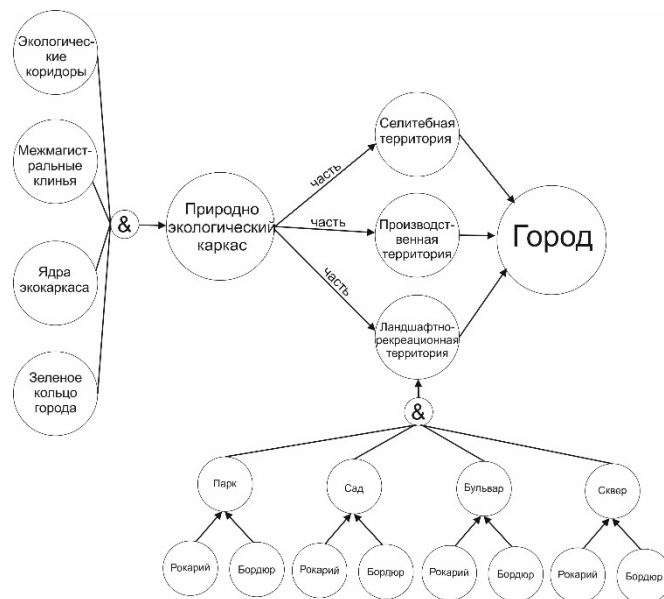 Экологичес-
кие
коридоры
Межмагист-
ральные
клинья
&
Ядра
экокаркаса
Зеленое
кольцо
города
Природно
экологический
каркас
часть
часть
часть
Селитебная
территория
Производст-
венная
территория
Ландшафтно-
рекреационная
территория
Город
&
Парк
Сад
Бульвар
Сквер
Рокарий
Бордюр
Рокарий
Бордюр
Рокарий
Бордюр
Рокарий
Бордюр